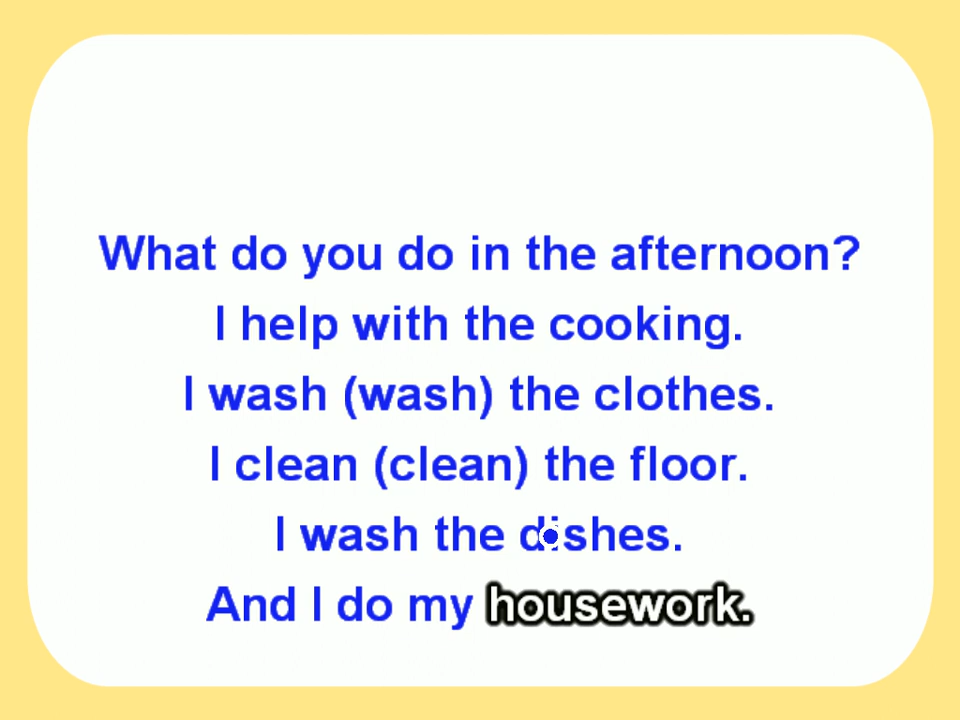 What do you do in the afternoon?
I help with the cooking.
I wash (wash) the clothes.
I clean (clean) the floor.
I wash the dishes.
And I do my housework.